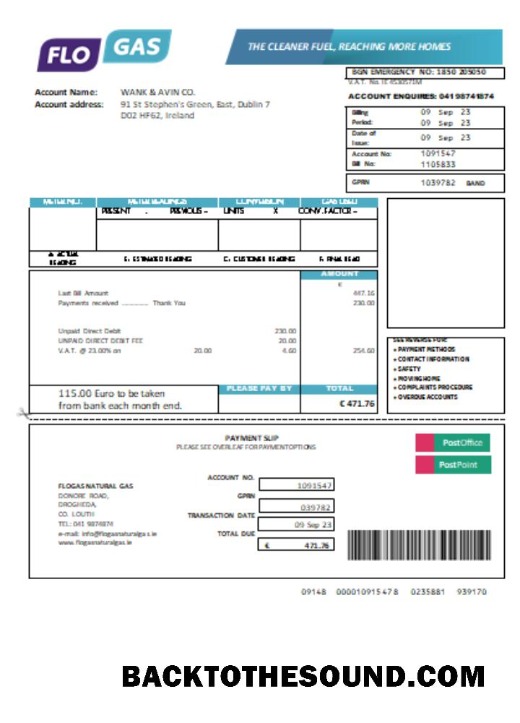 FLO GAS
THE CLEANER FUEL, REACHING MORE HOMES
BGN EMERGENCY NO: 1850 205050
V.A.T. No. IE 4530571M
ACCOUNT ENQUIRES: 041 98741874
Account Name: WANK & AVIN CO.
Account address: 91 St Stephen's Green, East, Dublin 7
D02 HF62, Ireland
Billing Period: 09 Sep 23
Date of Issue: 09 Sep 23
Account No: 1091547
Bill No: 1105833
GPRN 1039782 BAND
METER NO. METER READINGS CONVERSION GAS USED
PRESENT - PREVIOUS = UNITS X CONV. FACTOR =
A: ACTUAL READING E: ESTIMATED READING C: CUSTOMER READING F: FINAL READ
AMOUNT
€
Last Bill Amount 447.16
Payments received .............. Thank You 230.00
Unpaid Direct Debit 230.00
UNPAID DIRECT DEBIT FEE 20.00
V.A.T. @ 23.00% on 20.00 4.60 254.60
SEE REVERSE FOR:
• PAYMENT METHODS
• CONTACT INFORMATION
• SAFETY
• MOVING HOME
• COMPLAINTS PROCEDURE
• OVERDUE ACCOUNTS
115.00 Euro to be taken
from bank each month end.
PLEASE PAY BY TOTAL
€ 471.76
PAYMENT SLIP
PLEASE SEE OVERLEAF FOR PAYMENT OPTIONS
PostOffice
PostPoint
FLOGAS NATURAL GAS
DONORE ROAD,
DROGHEDA,
CO. LOUTH
TEL: 041 9874874
e-mail: info@flogasnaturalgas.ie
www.flogasnaturalgas.ie
ACCOUNT NO. 1091547
GPRN 039782
TRANSACTION DATE 09 Sep 23
TOTAL DUE € 471.76
09148 000010915478 0235881 939170
BACKTOTHESOUND.COM